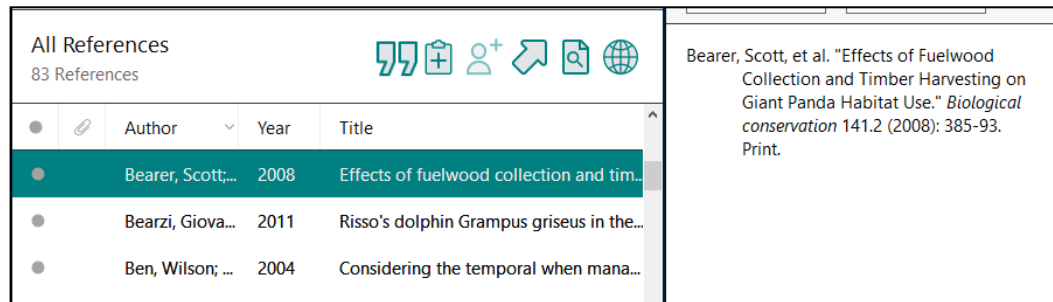 All References
83 References
Author Year Title
Bearer, Scott;... 2008 Effects of fuelwood collection and tim...
Bearzi, Giova... 2011 Risso's dolphin Grampus griseus in the...
Ben, Wilson; ... 2004 Considering the temporal when mana...
Bearer, Scott, et al. "Effects of Fuelwood
Collection and Timber Harvesting on
Giant Panda Habitat Use." Biological
conservation 141.2 (2008): 385-93.
Print.